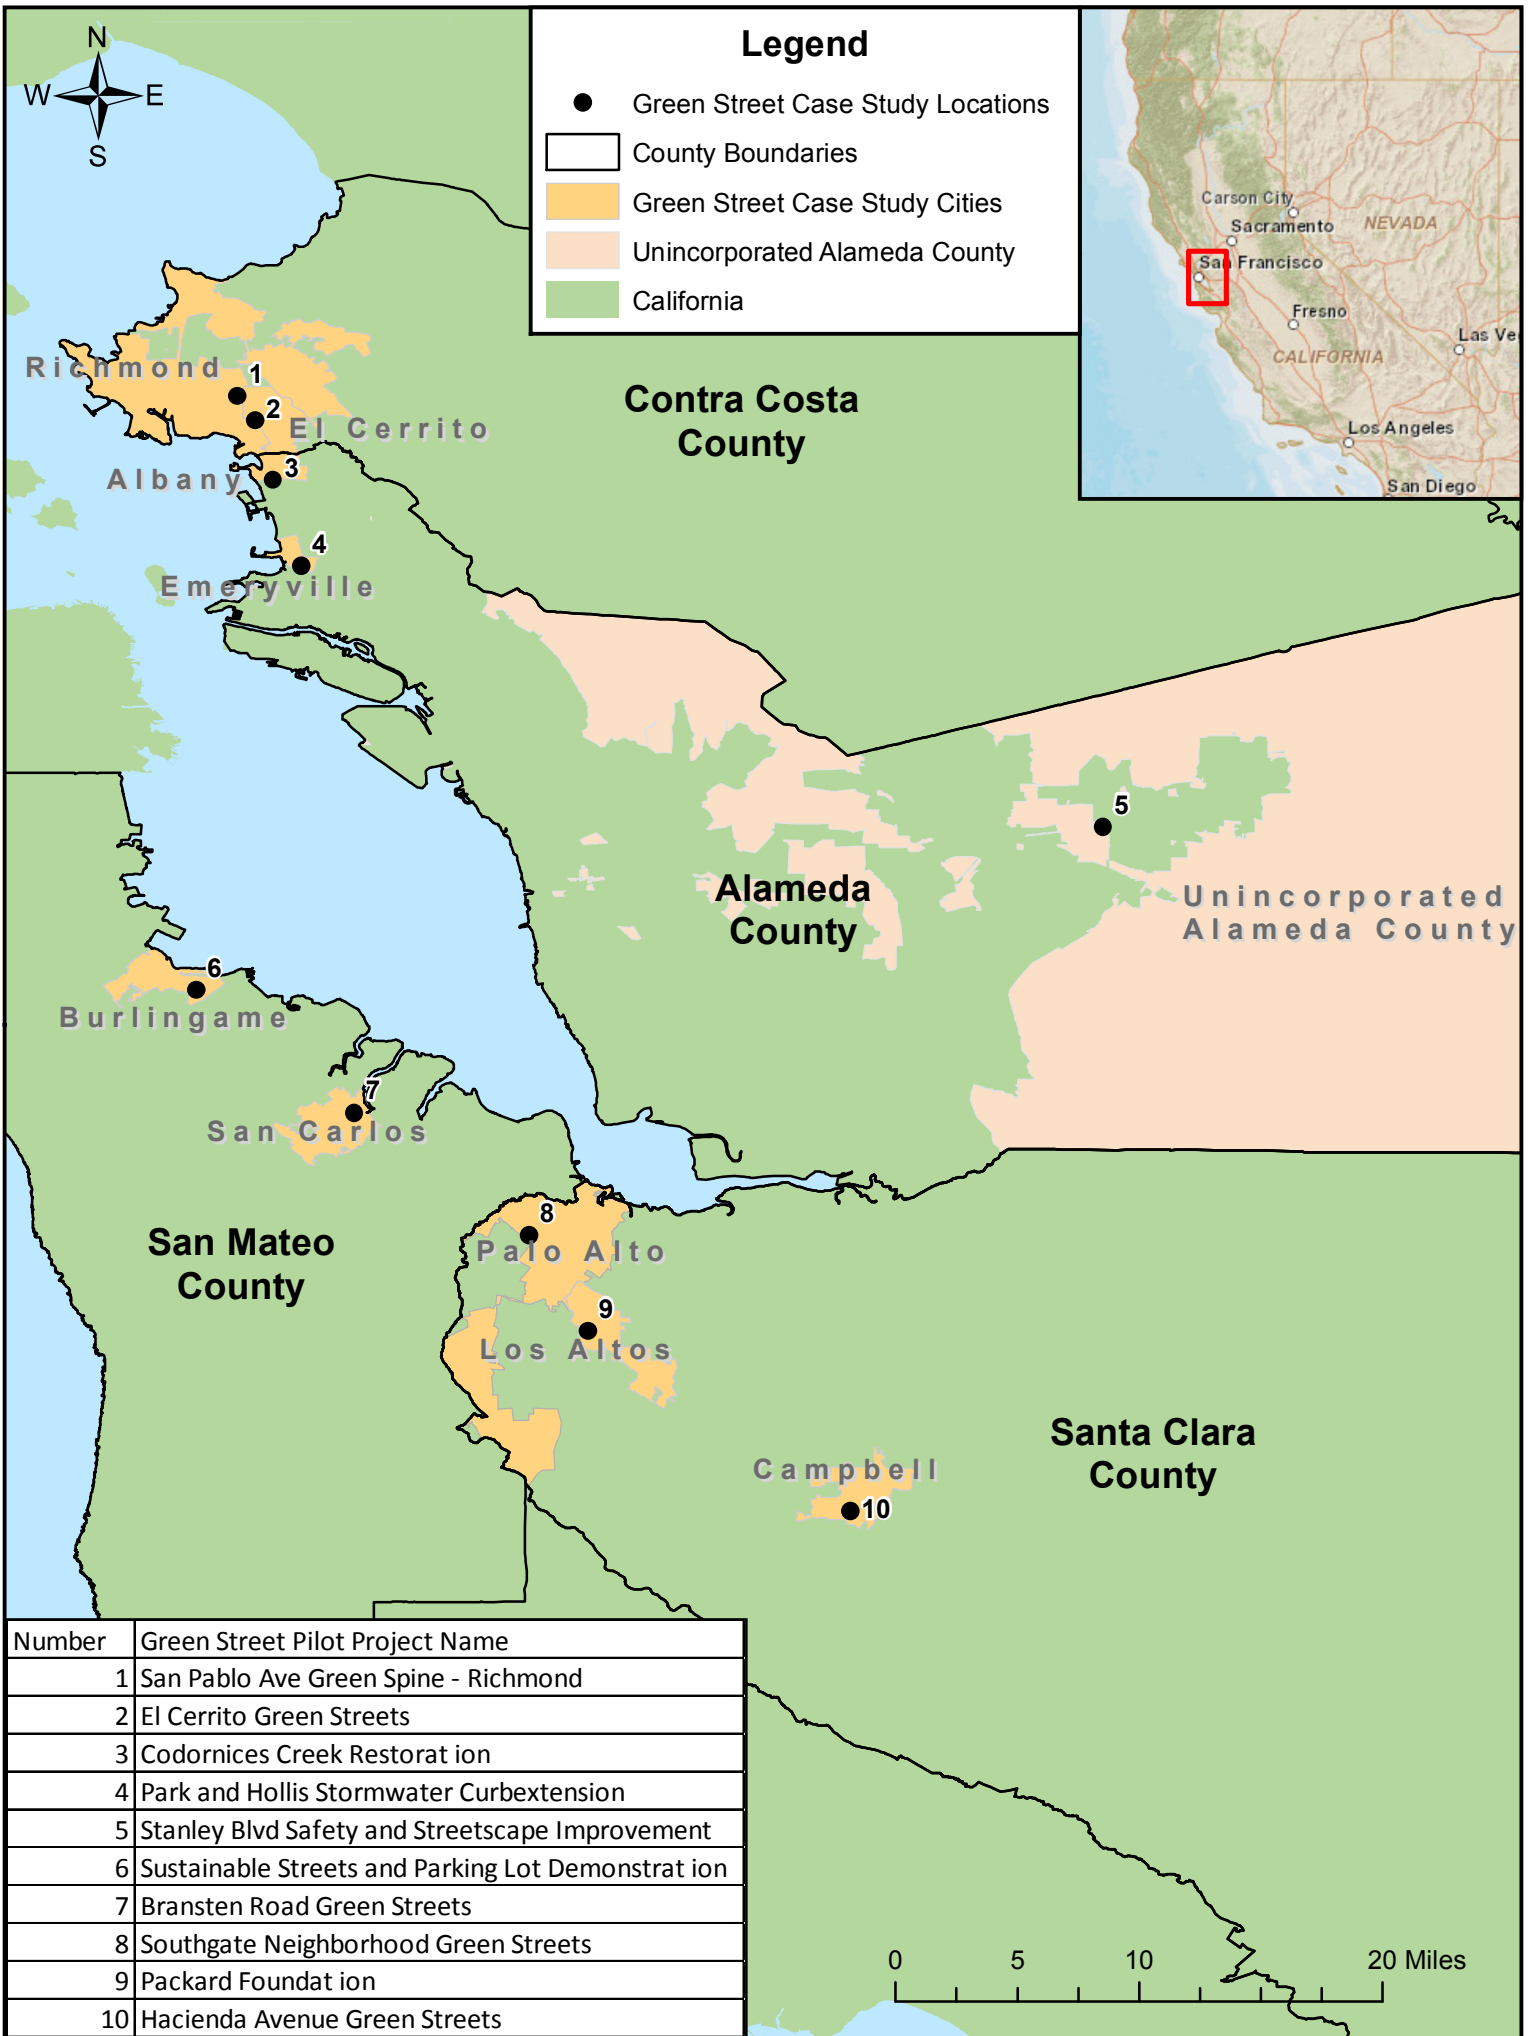 N
W E
S
Legend
Green Street Case Study Locations
County Boundaries
Green Street Case Study Cities
Unincorporated Alameda County
California
Carson City
Sacramento
NEVADA
San Francisco
Fresno
Las Ve
CALIFORNIA
Los Angeles
San Diego
Richmond
1
2
El Cerrito
Contra Costa
County
Albany
3
4
Emeryville
5
Alameda
County
Unincorporated
Alameda County
6
Burlingame
7
San Carlos
8
Palo Alto
San Mateo
County
9
Los Altos
Santa Clara
County
Campbell
10
Number Green Street Pilot Project Name
1 San Pablo Ave Green Spine - Richmond
2 El Cerrito Green Streets
3 Codornices Creek Restorat ion
4 Park and Hollis Stormwater Curbextension
5 Stanley Blvd Safety and Streetscape Improvement
6 Sustainable Streets and Parking Lot Demonstrat ion
7 Bransten Road Green Streets
8 Southgate Neighborhood Green Streets
9 Packard Foundat ion
10 Hacienda Avenue Green Streets
0 5 10 20 Miles